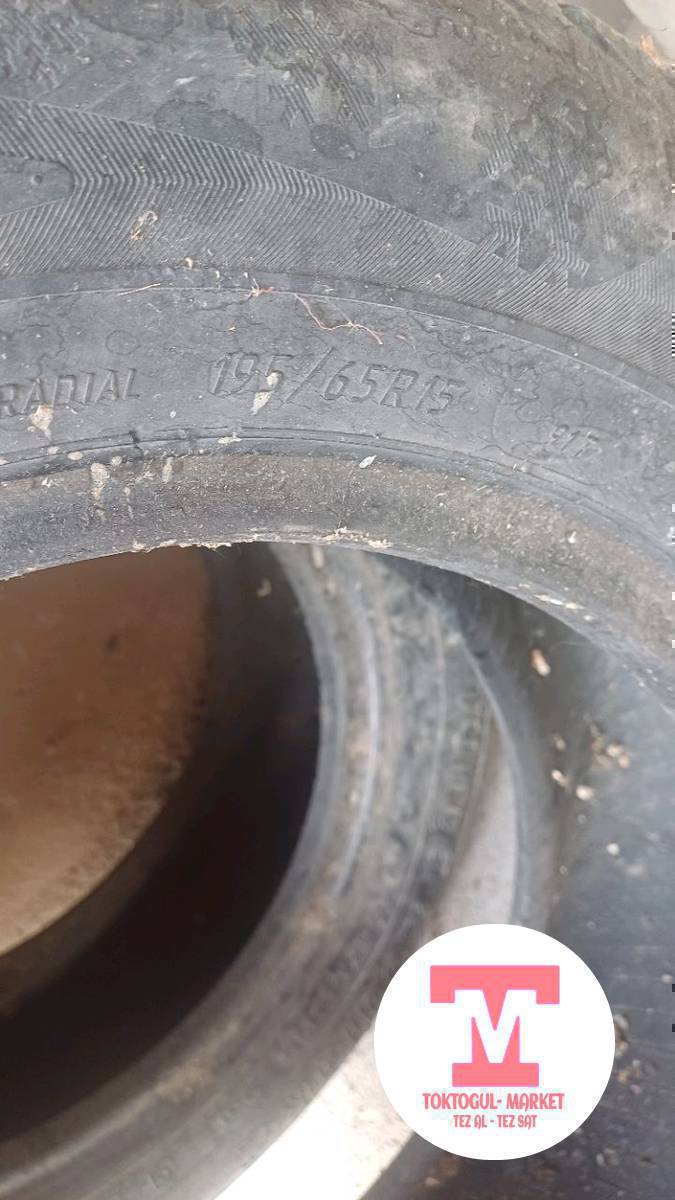 RADIAL 195/65R15 91T
TOKTOGUL- MARKET
TEZ AL - TEZ SAT